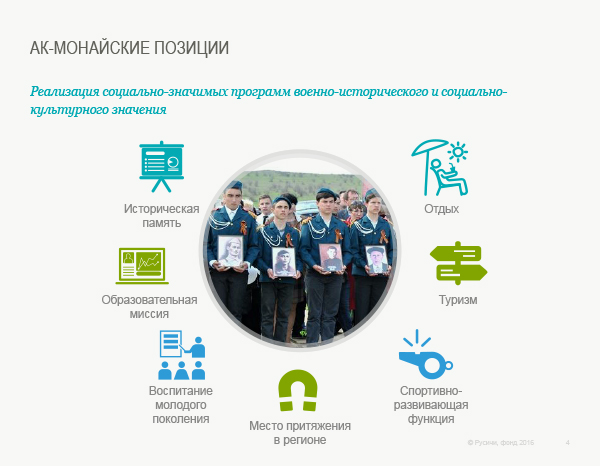 АК-МОНАЙСКИЕ ПОЗИЦИИ
Реализация социально-значимых программ военно-исторического и социально-
культурного значения
Историческая
память
Отдых
Образовательная
миссия
Туризм
Воспитание
молодого
поколения
Место притяжения
в регионе
Спортивно-
развивающая
функция
© Русичи, фонд, 2016
4